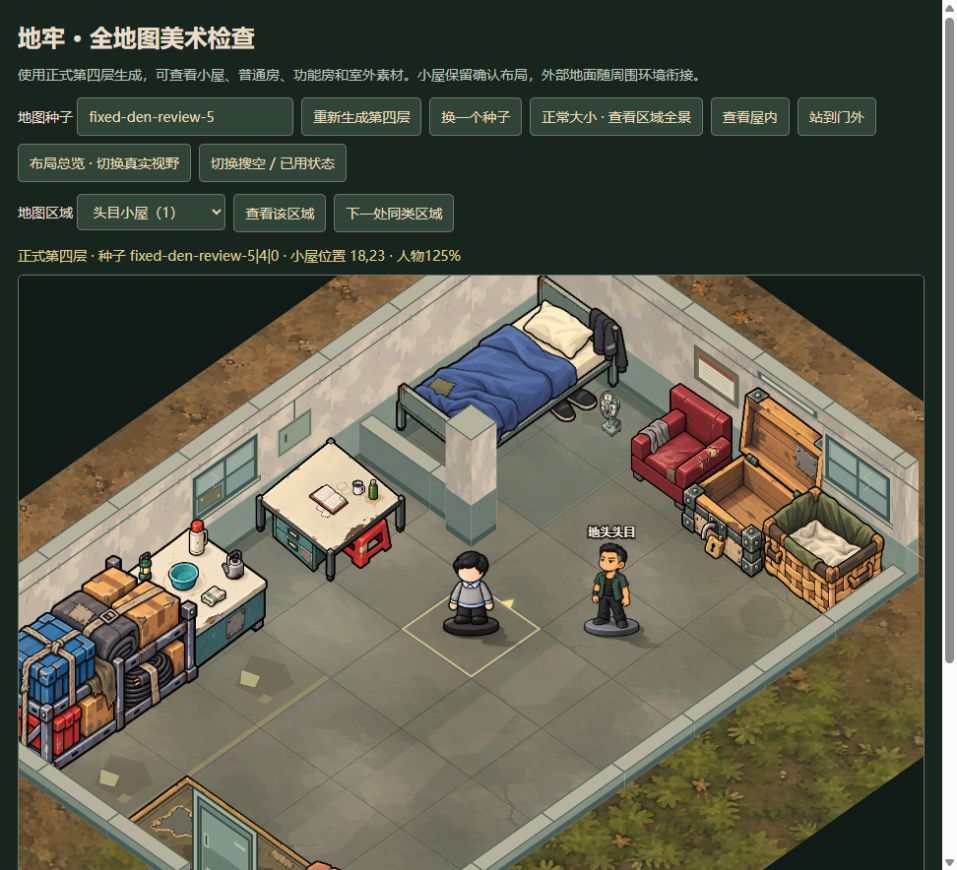 地牢 · 全地图美术检查
使用正式第四层生成，可查看小屋、普通房、功能房和室外素材。小屋保留确认布局，外部地面随周围环境衔接。
地图种子 fixed-den-review-5 重新生成第四层 换一个种子 正常大小 · 查看区域全景 查看屋内 站到门外
布局总览 · 切换真实视野 切换搜空 / 已用状态
地图区域 头目小屋（1） 查看该区域 下一处同类区域
正式第四层 · 种子 fixed-den-review-5|4|0 · 小屋位置 18,23 · 人物125%
地头头目